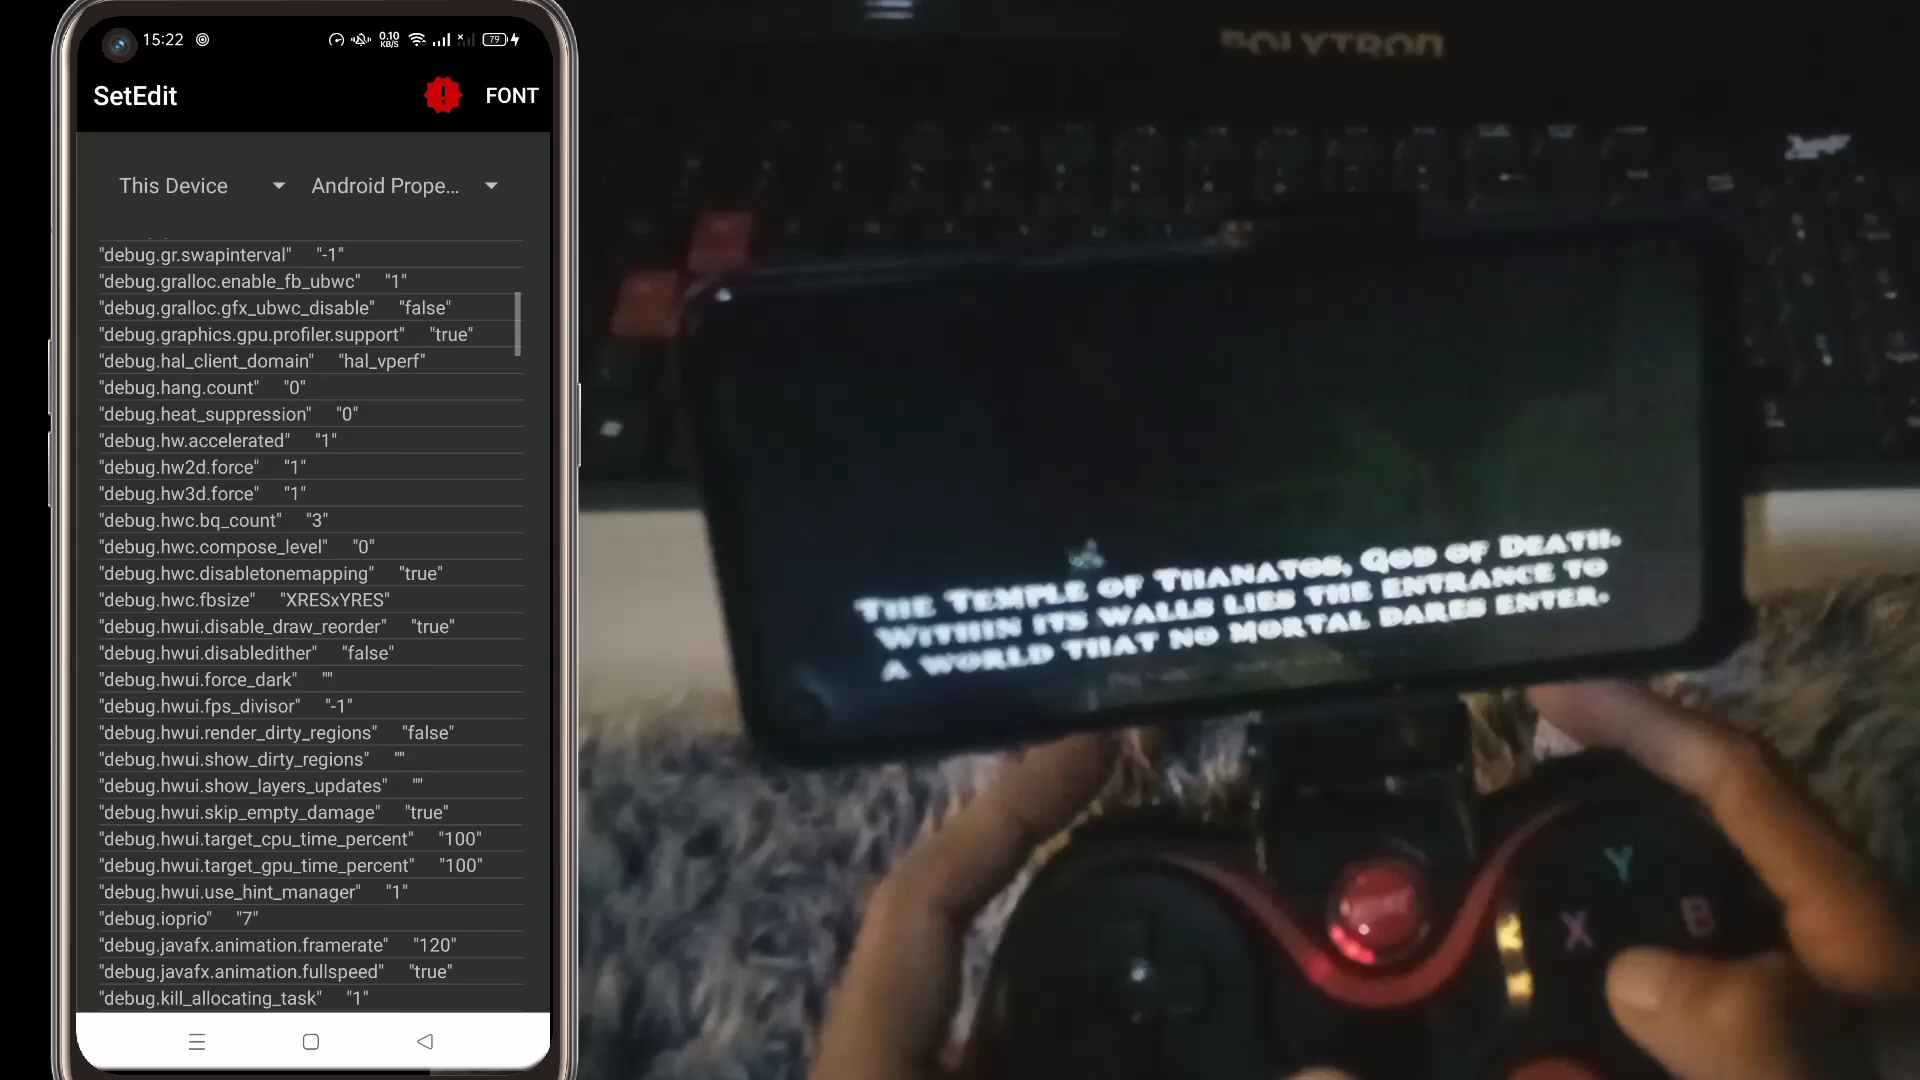 15:22
0.10
KB/S
79
SetEdit
FONT
This Device
Android Prope...
"debug.gr.swapinterval" "-1"
"debug.gralloc.enable_fb_ubwc" "1"
"debug.gralloc.gfx_ubwc_disable" "false"
"debug.graphics.gpu.profiler.support" "true"
"debug.hal_client_domain" "hal_vperf"
"debug.hang.count" "0"
"debug.heat_suppression" "0"
"debug.hw.accelerated" "1"
"debug.hw2d.force" "1"
"debug.hw3d.force" "1"
"debug.hwc.bq_count" "3"
"debug.hwc.compose_level" "0"
"debug.hwc.disabletonemapping" "true"
"debug.hwc.fbsize" "XRESxYRES"
"debug.hwui.disable_draw_reorder" "true"
"debug.hwui.disabledither" "false"
"debug.hwui.force_dark" ""
"debug.hwui.fps_divisor" "-1"
"debug.hwui.render_dirty_regions" "false"
"debug.hwui.show_dirty_regions" ""
"debug.hwui.show_layers_updates" ""
"debug.hwui.skip_empty_damage" "true"
"debug.hwui.target_cpu_time_percent" "100"
"debug.hwui.target_gpu_time_percent" "100"
"debug.hwui.use_hint_manager" "1"
"debug.ioprio" "7"
"debug.javafx.animation.framerate" "120"
"debug.javafx.animation.fullspeed" "true"
"debug.kill_allocating_task" "1"
POLYTRON
The Temple of Thanatos, God of Death.
Within its walls lies the entrance to
a world that no mortal dares enter.
Y
X
B